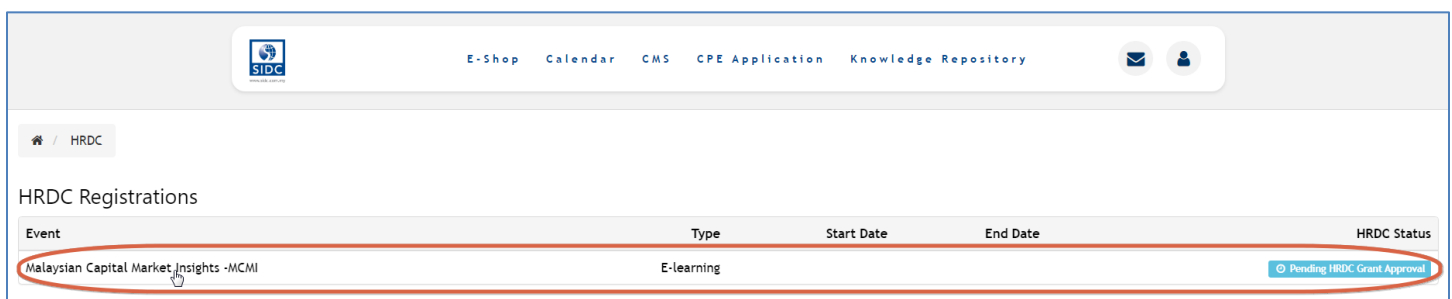 SIDC
E-Shop Calendar CMS CPE Application Knowledge Repository
/ HRDC
HRDC Registrations
Event Type Start Date End Date HRDC Status
Malaysian Capital Market Insights -MCMI E-learning Pending HRDC Grant Approval